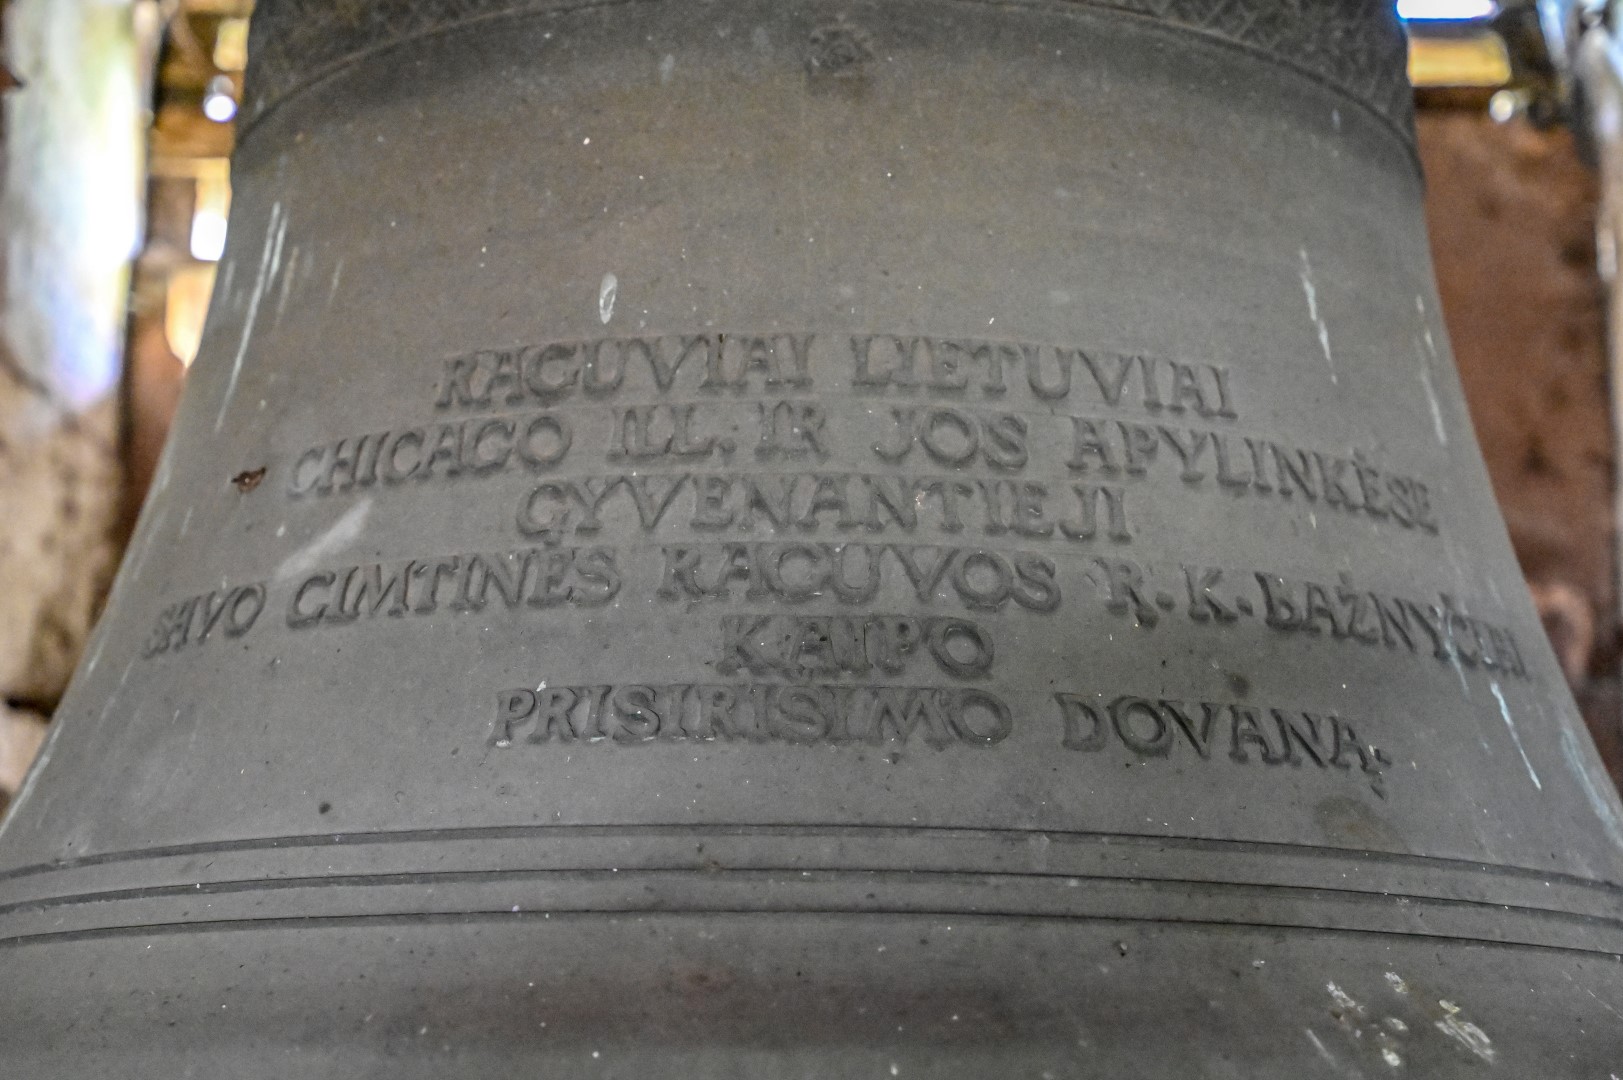 RAGUVIAI LIETUVIAI
CHICAGO ILL. IR JOS APYLINKĖSE
GYVENANTIEJI
SAVO GIMTINĖS RAGUVOS R.K. BAŽNYČIAI
KAIPO
PRISIRIŠIMO DOVANĄ.